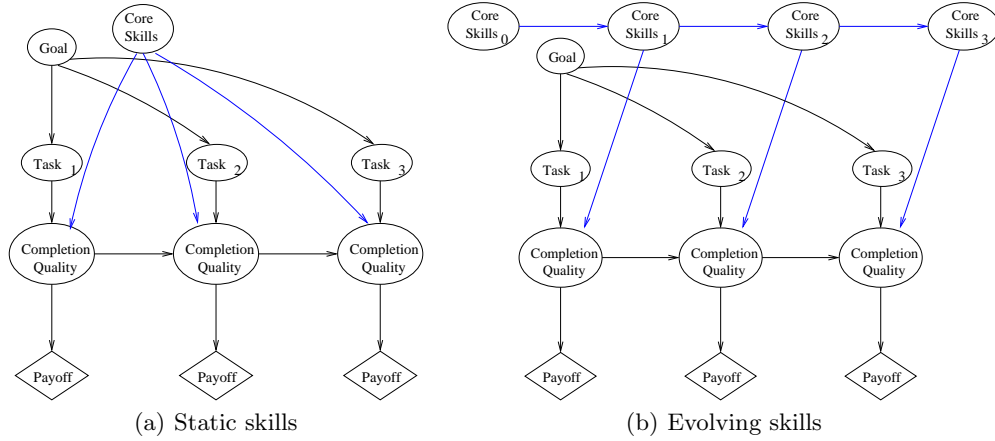 Core
Skills
Goal
Task 1
Task 2
Task 3
Completion
Quality
Completion
Quality
Completion
Quality
Payoff
Payoff
Payoff
(a) Static skills
Core
Skills 0
Core
Skills 1
Core
Skills 2
Core
Skills 3
Goal
Task 1
Task 2
Task 3
Completion
Quality
Completion
Quality
Completion
Quality
Payoff
Payoff
Payoff
(b) Evolving skills